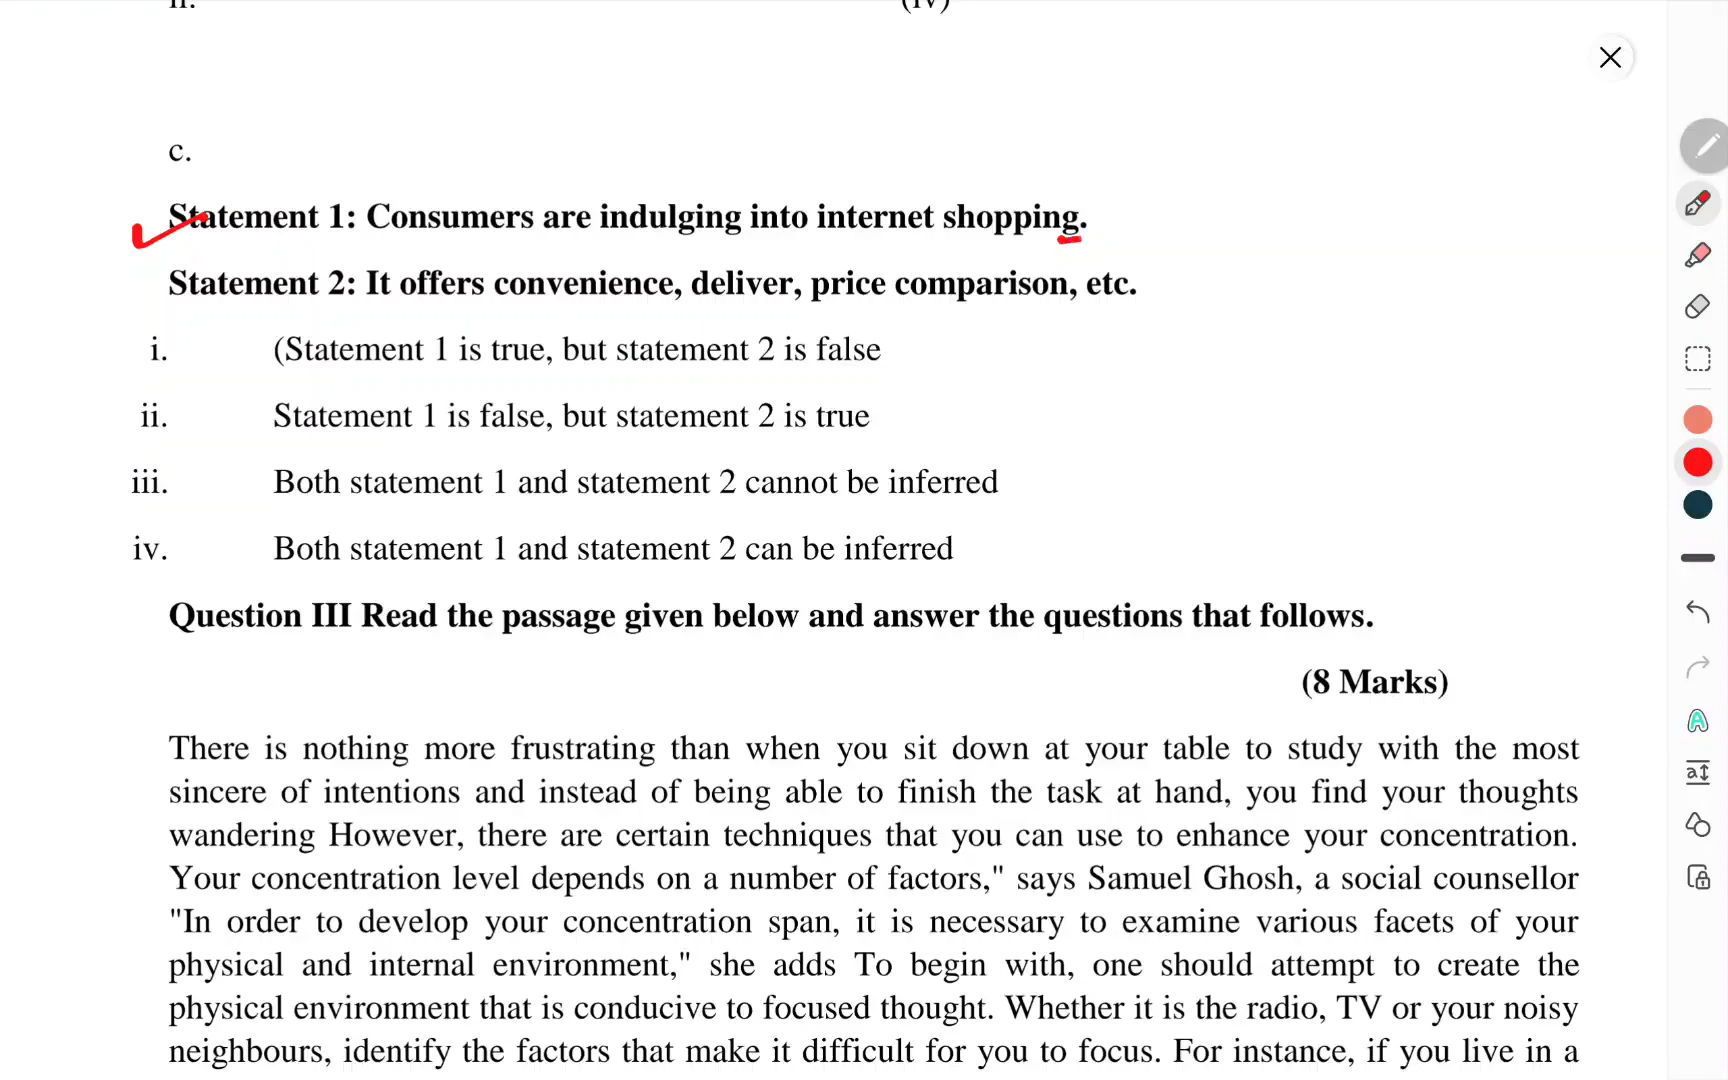 (iv)
c.
Statement 1: Consumers are indulging into internet shopping.
Statement 2: It offers convenience, deliver, price comparison, etc.
i. (Statement 1 is true, but statement 2 is false
ii. Statement 1 is false, but statement 2 is true
iii. Both statement 1 and statement 2 cannot be inferred
iv. Both statement 1 and statement 2 can be inferred
Question III Read the passage given below and answer the questions that follows.
(8 Marks)
There is nothing more frustrating than when you sit down at your table to study with the most
sincere of intentions and instead of being able to finish the task at hand, you find your thoughts
wandering However, there are certain techniques that you can use to enhance your concentration.
Your concentration level depends on a number of factors," says Samuel Ghosh, a social counsellor
"In order to develop your concentration span, it is necessary to examine various facets of your
physical and internal environment," she adds To begin with, one should attempt to create the
physical environment that is conducive to focused thought. Whether it is the radio, TV or your noisy
neighbours, identify the factors that make it difficult for you to focus. For instance, if you live in a